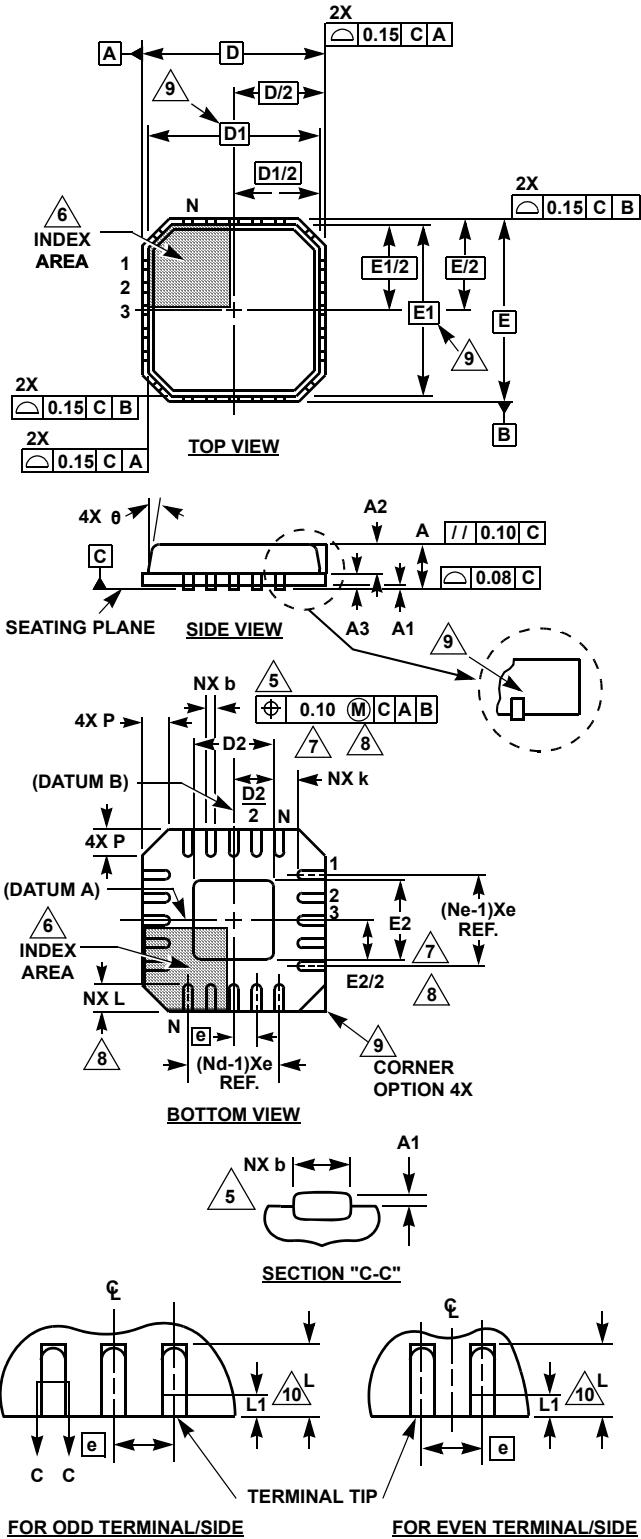 2X
A
D
0.15 C A
9
D/2
D1
D1/2
2X
0.15 C B
N
6
INDEX
AREA
1
2
3
E1/2
E/2
E1
E
9
2X
0.15 C B
2X
0.15 C A
B
TOP VIEW
4X θ
A2
A
// 0.10 C
C
0.08 C
SEATING PLANE
SIDE VIEW
A3
A1
9
NX b
5
0.10 M C A B
4X P
D2
7
8
(DATUM B)
D2
2
N
NX k
4X P
1
(DATUM A)
2
3
6
INDEX
AREA
E2
(Ne-1)Xe
REF.
7
E2/2
8
NX L
N
e
8
(Nd-1)Xe
REF.
9
CORNER
OPTION 4X
BOTTOM VIEW
NX b
A1
5
SECTION "C-C"
CL
CL
L
10
L1
L
10
L1
e
e
C C
TERMINAL TIP
FOR ODD TERMINAL/SIDE
FOR EVEN TERMINAL/SIDE